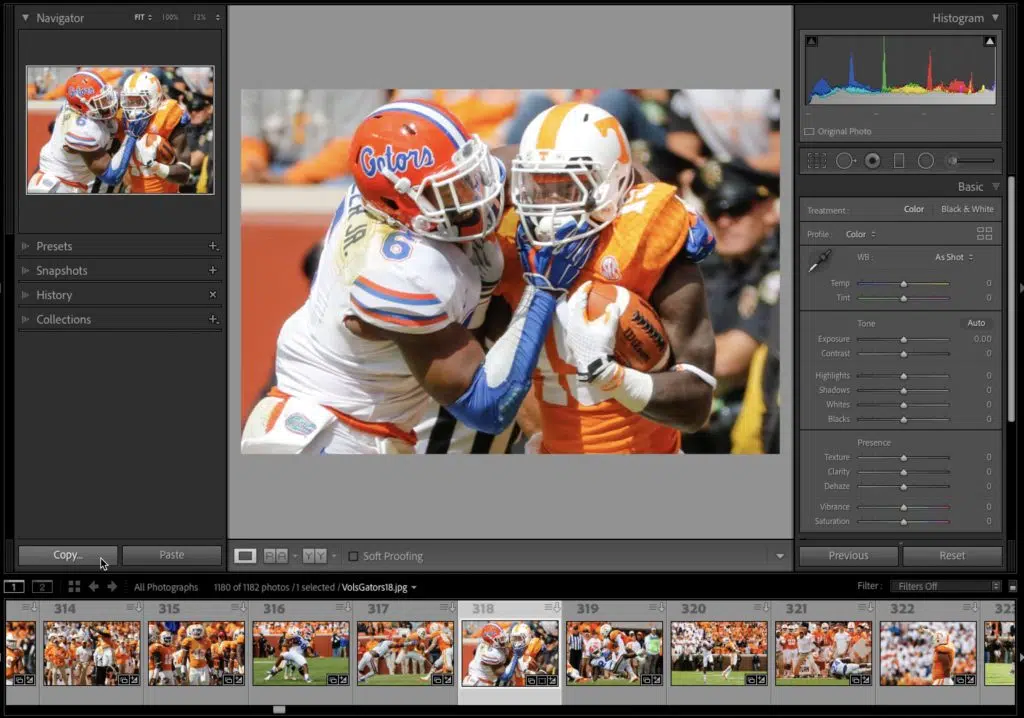 Navigator FIT 100% 12%
Histogram
Original Photo
Basic
Treatment: Color Black & White
Profile: Color
WB: As Shot
Temp 0
Tint 0
Tone Auto
Exposure 0.00
Contrast 0
Highlights 0
Shadows 0
Whites 0
Blacks 0
Presence
Texture 0
Clarity 0
Dehaze 0
Vibrance 0
Saturation 0
Presets
Snapshots
History
Collections
Gators
JR.
6
T
Wilson
Copy...
Paste
Soft Proofing
Previous
Reset
1 2 All Photographs 1180 of 1182 photos / 1 selected / VolsGators18.jpg
Filter: Filters Off
314 315 316 317 318 319 320 321 322